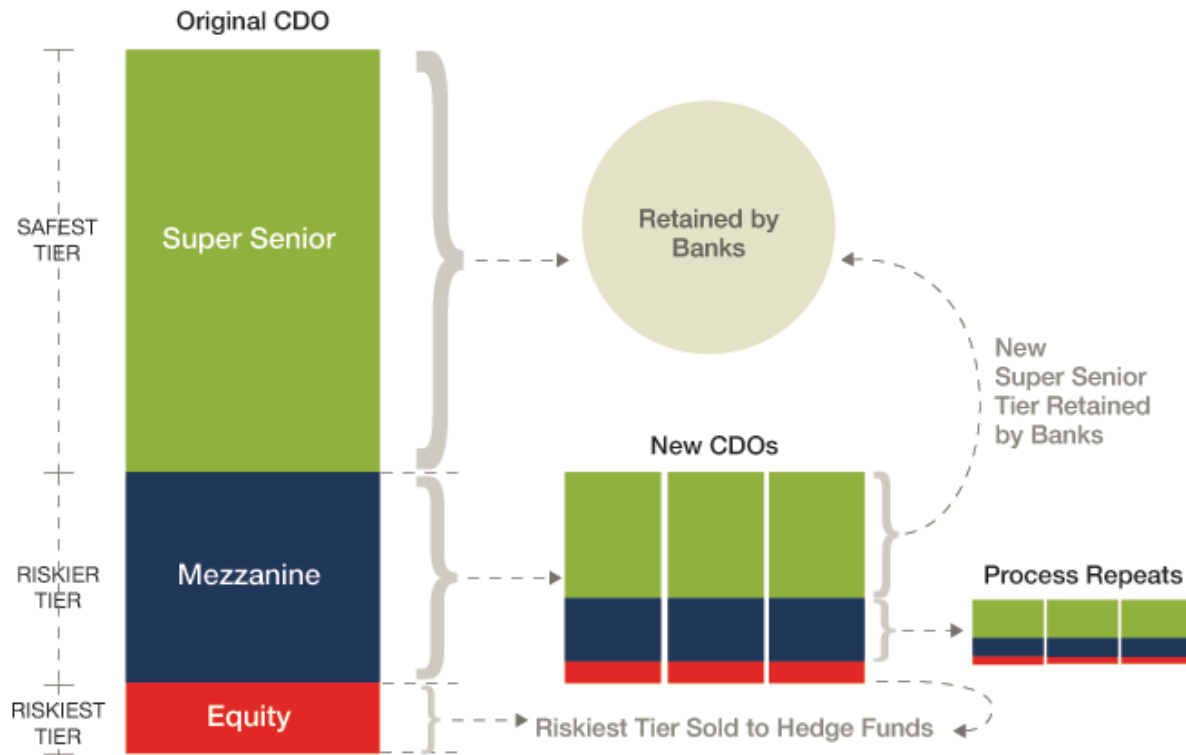 Original CDO
SAFEST
TIER
Super Senior
Retained by
Banks
New
Super Senior
Tier Retained
by Banks
New CDOs
RISKIER
TIER
Mezzanine
Process Repeats
RISKIEST
TIER
Equity
Riskiest Tier Sold to Hedge Funds